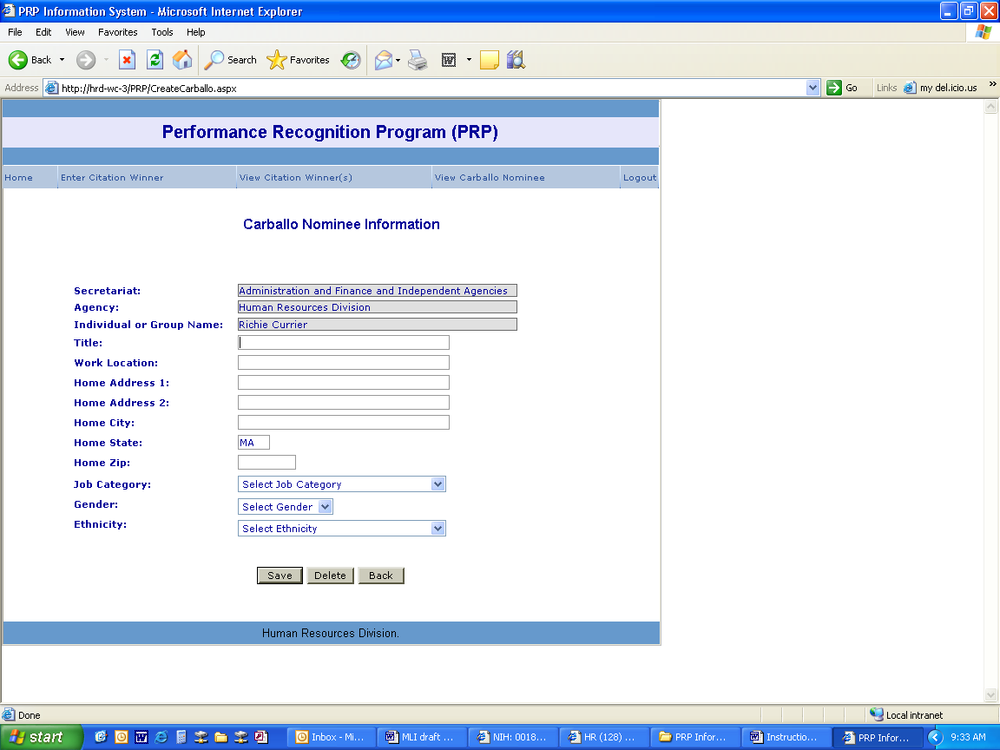 PRP Information System - Microsoft Internet Explorer
File Edit View Favorites Tools Help
Back Search Favorites
Address http://hrd-wc-3/PRP/CreateCarballo.aspx Go Links my del.icio.us »
Performance Recognition Program (PRP)
Home Enter Citation Winner View Citation Winner(s) View Carballo Nominee Logout
Carballo Nominee Information
Secretariat: Administration and Finance and Independent Agencies
Agency: Human Resources Division
Individual or Group Name: Richie Currier
Title:
Work Location:
Home Address 1:
Home Address 2:
Home City:
Home State: MA
Home Zip:
Job Category: Select Job Category
Gender: Select Gender
Ethnicity: Select Ethnicity
Save Delete Back
Human Resources Division.
Done Local intranet
start Inbox - Mi... MLI draft ... NIH: 0018... HR (128) ... PRP Infor... Instructio... PRP Infor... 9:33 AM